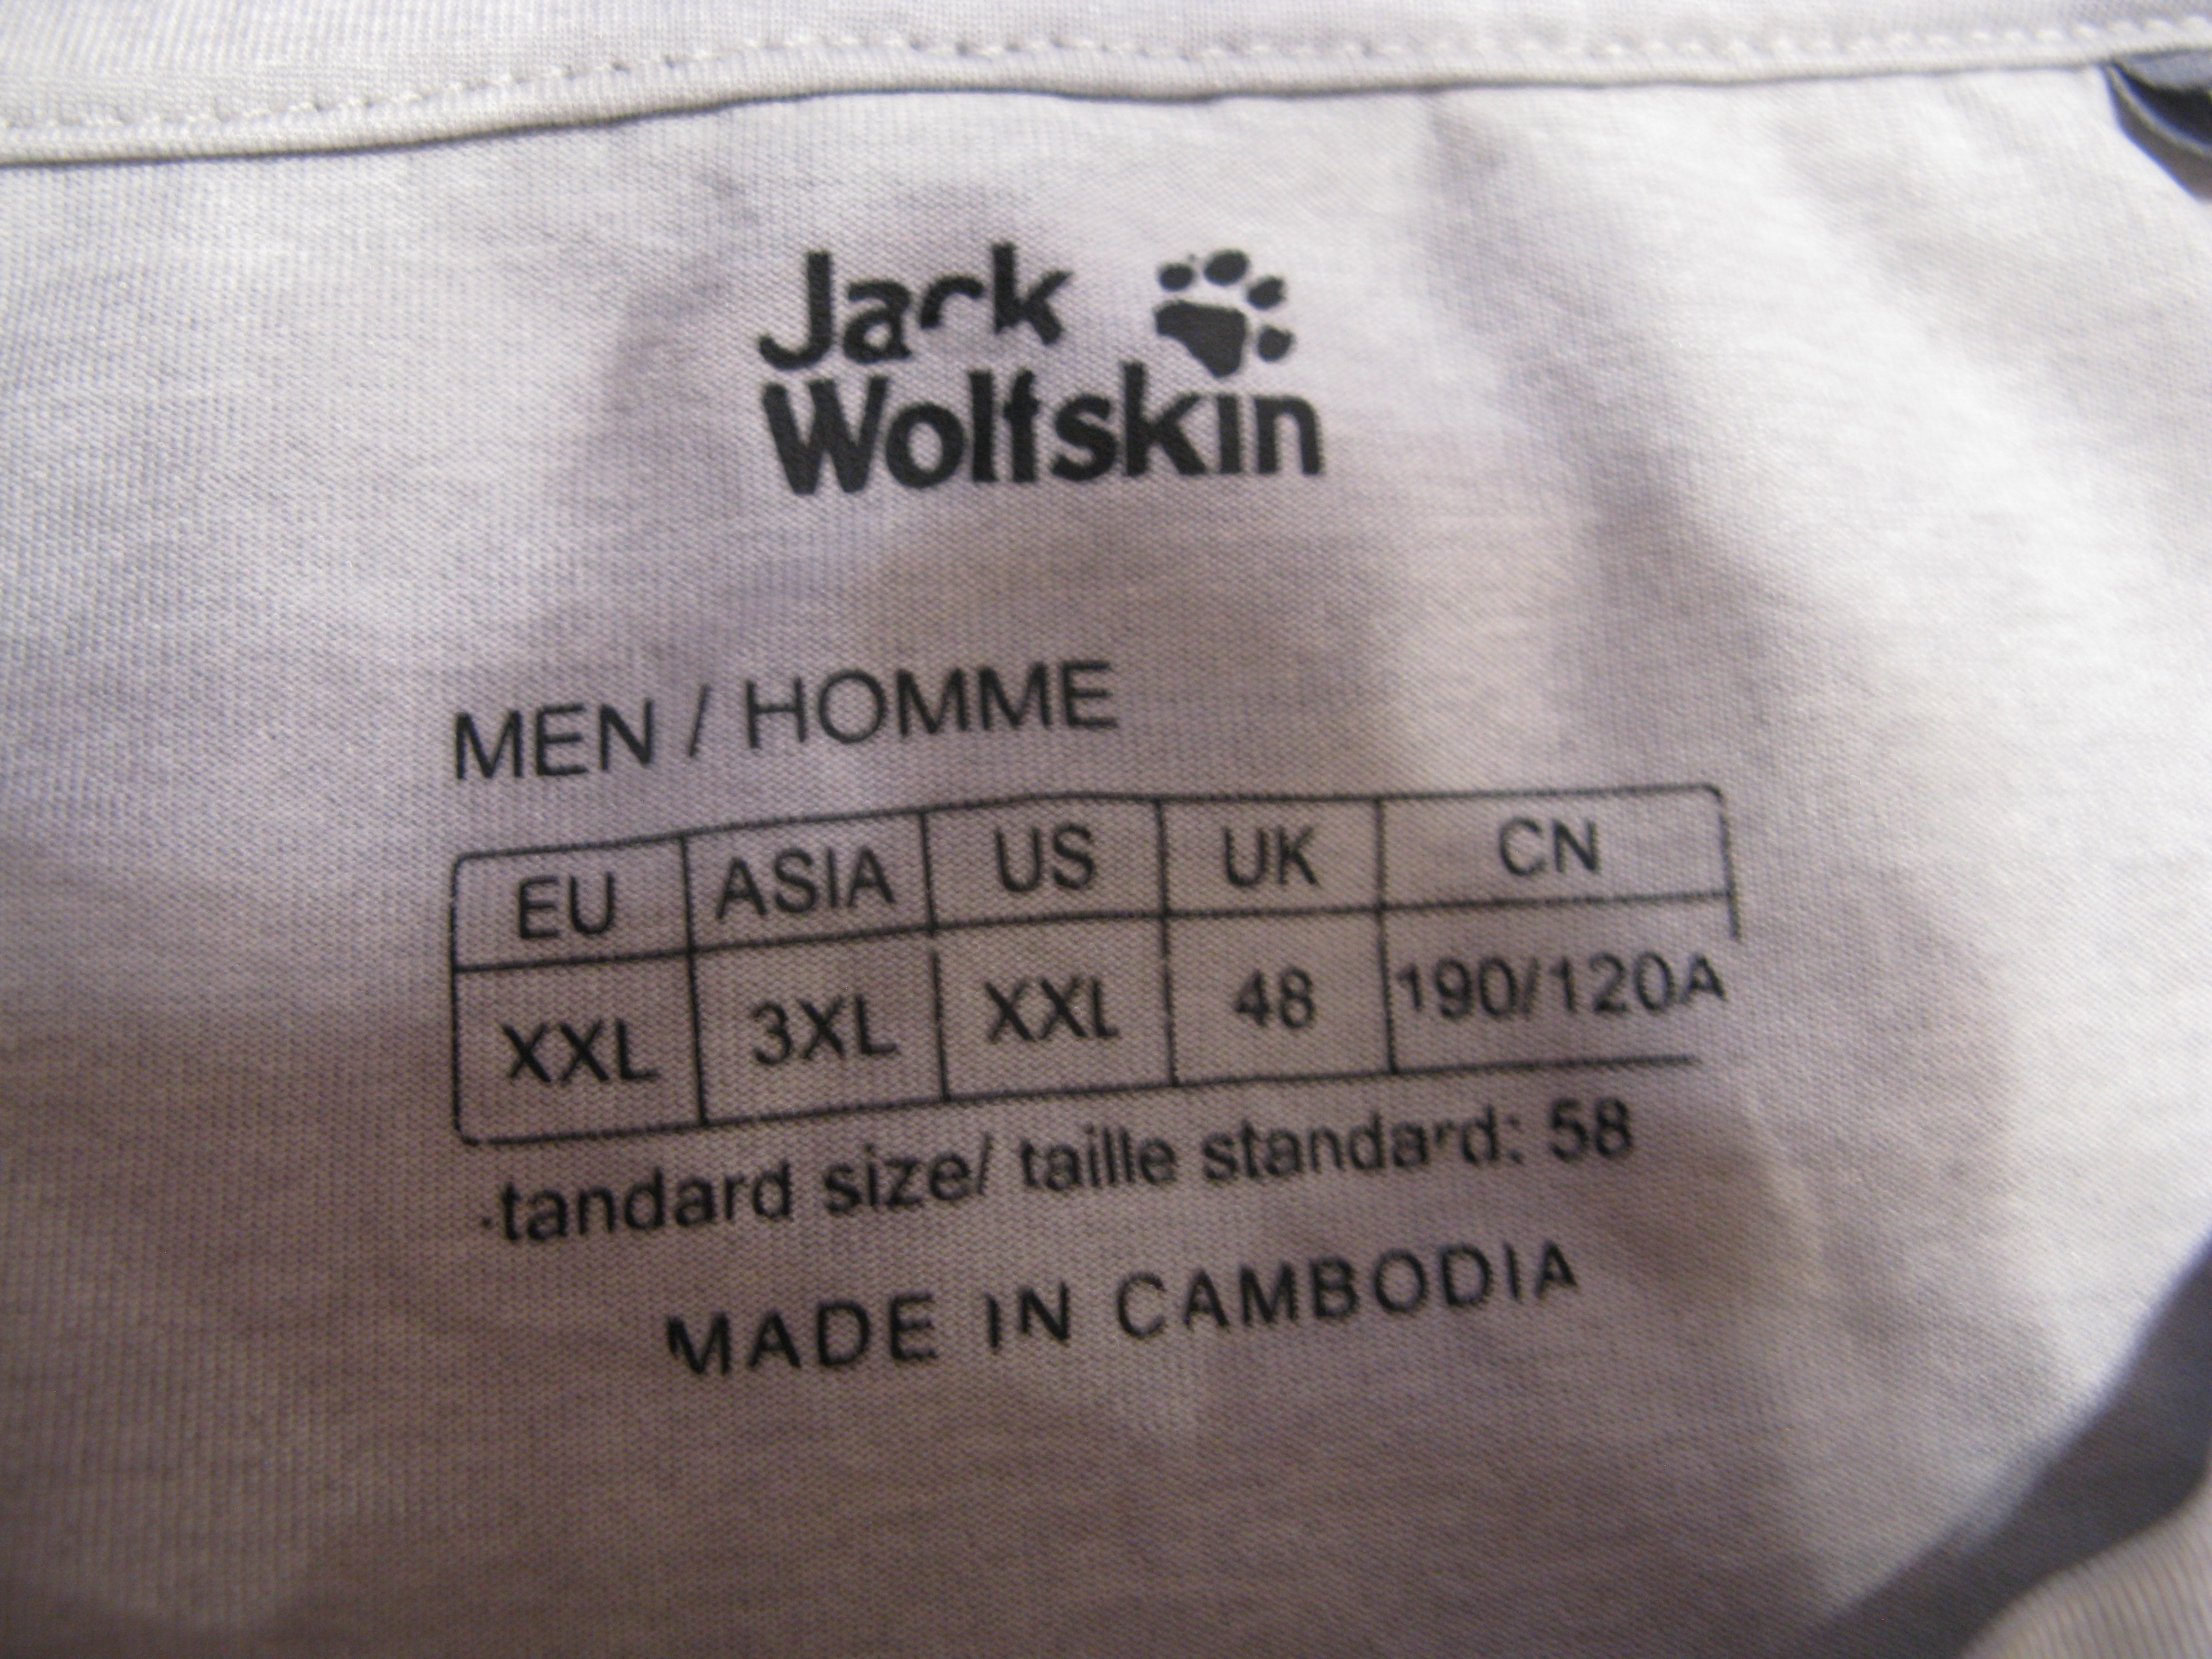 Jack
Wolfskin
MEN / HOMME
EU ASIA US UK CN
XXL 3XL XXL 48 190/120A
tandard size/ taille standard: 58
MADE IN CAMBODIA